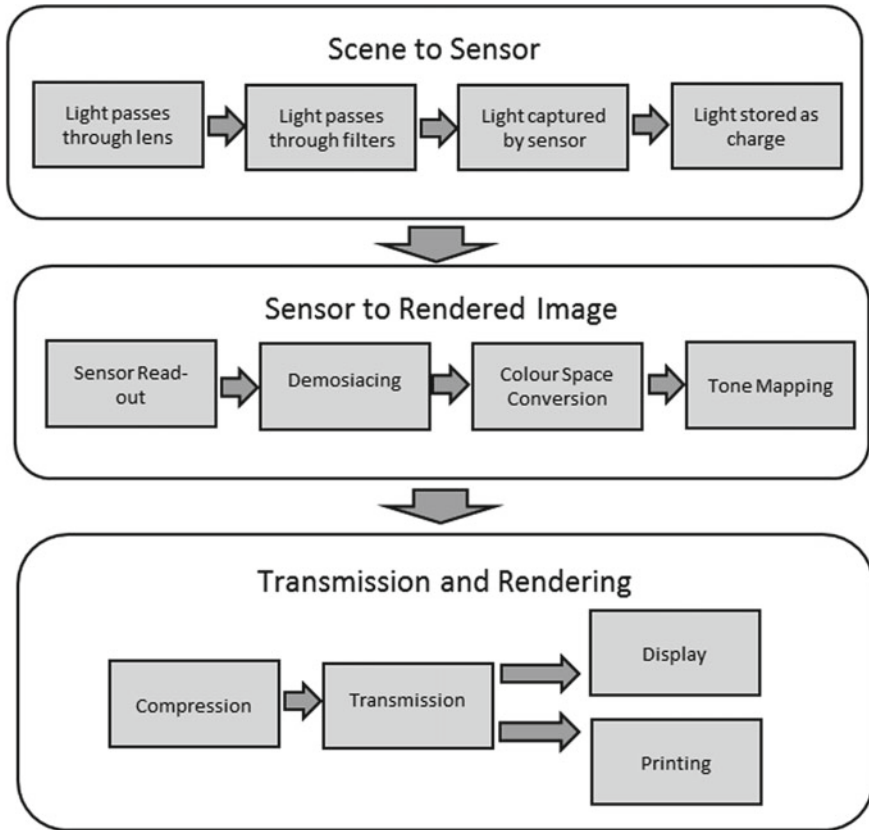 Scene to Sensor
Light passes
through lens
Light passes
through filters
Light captured
by sensor
Light stored as
charge
Sensor to Rendered Image
Sensor Read-
out
Demosiacing
Colour Space
Conversion
Tone Mapping
Transmission and Rendering
Compression
Transmission
Display
Printing